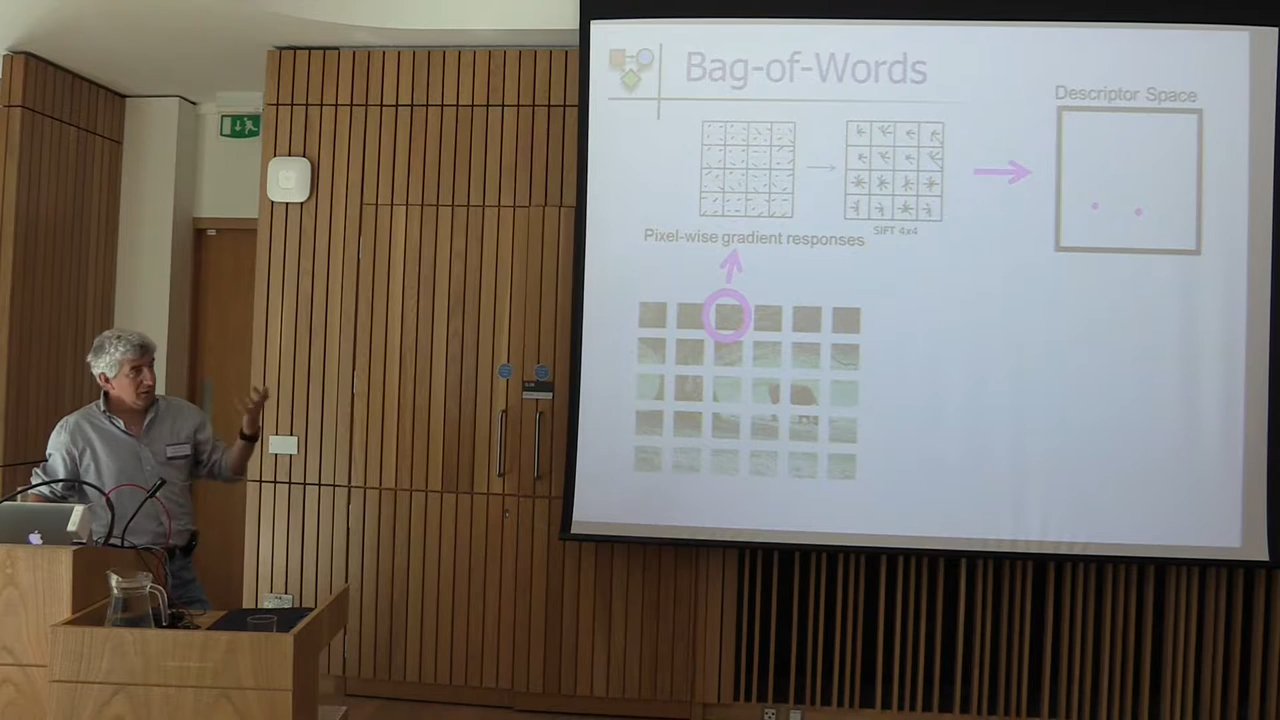 Bag-of-Words
Descriptor Space
SIFT 4x4
Pixel-wise gradient responses